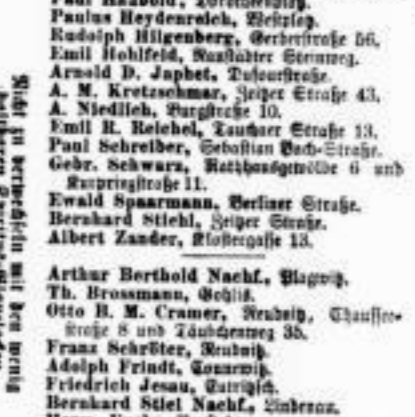 Paulus Heydenreich, Westplatz.
Rudolph Hilgenberg, Gerberstraße 56.
Emil Hohlfeld, Ranstädter Steinweg.
Arnold D. Japhet, Dufourstraße.
A. M. Kretzschmar, Zeitzer Straße 43.
A. Niedlich, Burgstraße 10.
Emil R. Reichel, Tauchaer Straße 13.
Paul Schreiber, Sebastian Bach-Straße.
Gebr. Schwarz, Rathhausgewölbe 6 und
Kurprinzstraße 11.
Ewald Spaarmann, Berliner Straße.
Bernhard Stiehl, Zeitzer Straße.
Albert Zander, Klostergasse 13.
Arthur Berthold Nachf., Plagwitz.
Th. Brossmann, Gohlis.
Otto B. M. Cramer, Reudnitz, Chaussee-
straße 8 und Täubchenweg 35.
Franz Schröter, Reudnitz.
Adolph Frindt, Connewitz.
Friedrich Jesau, Eutritzsch.
Bernhard Stiel Nachf., Lindenau.
Nicht zu verwechseln mit den wenig